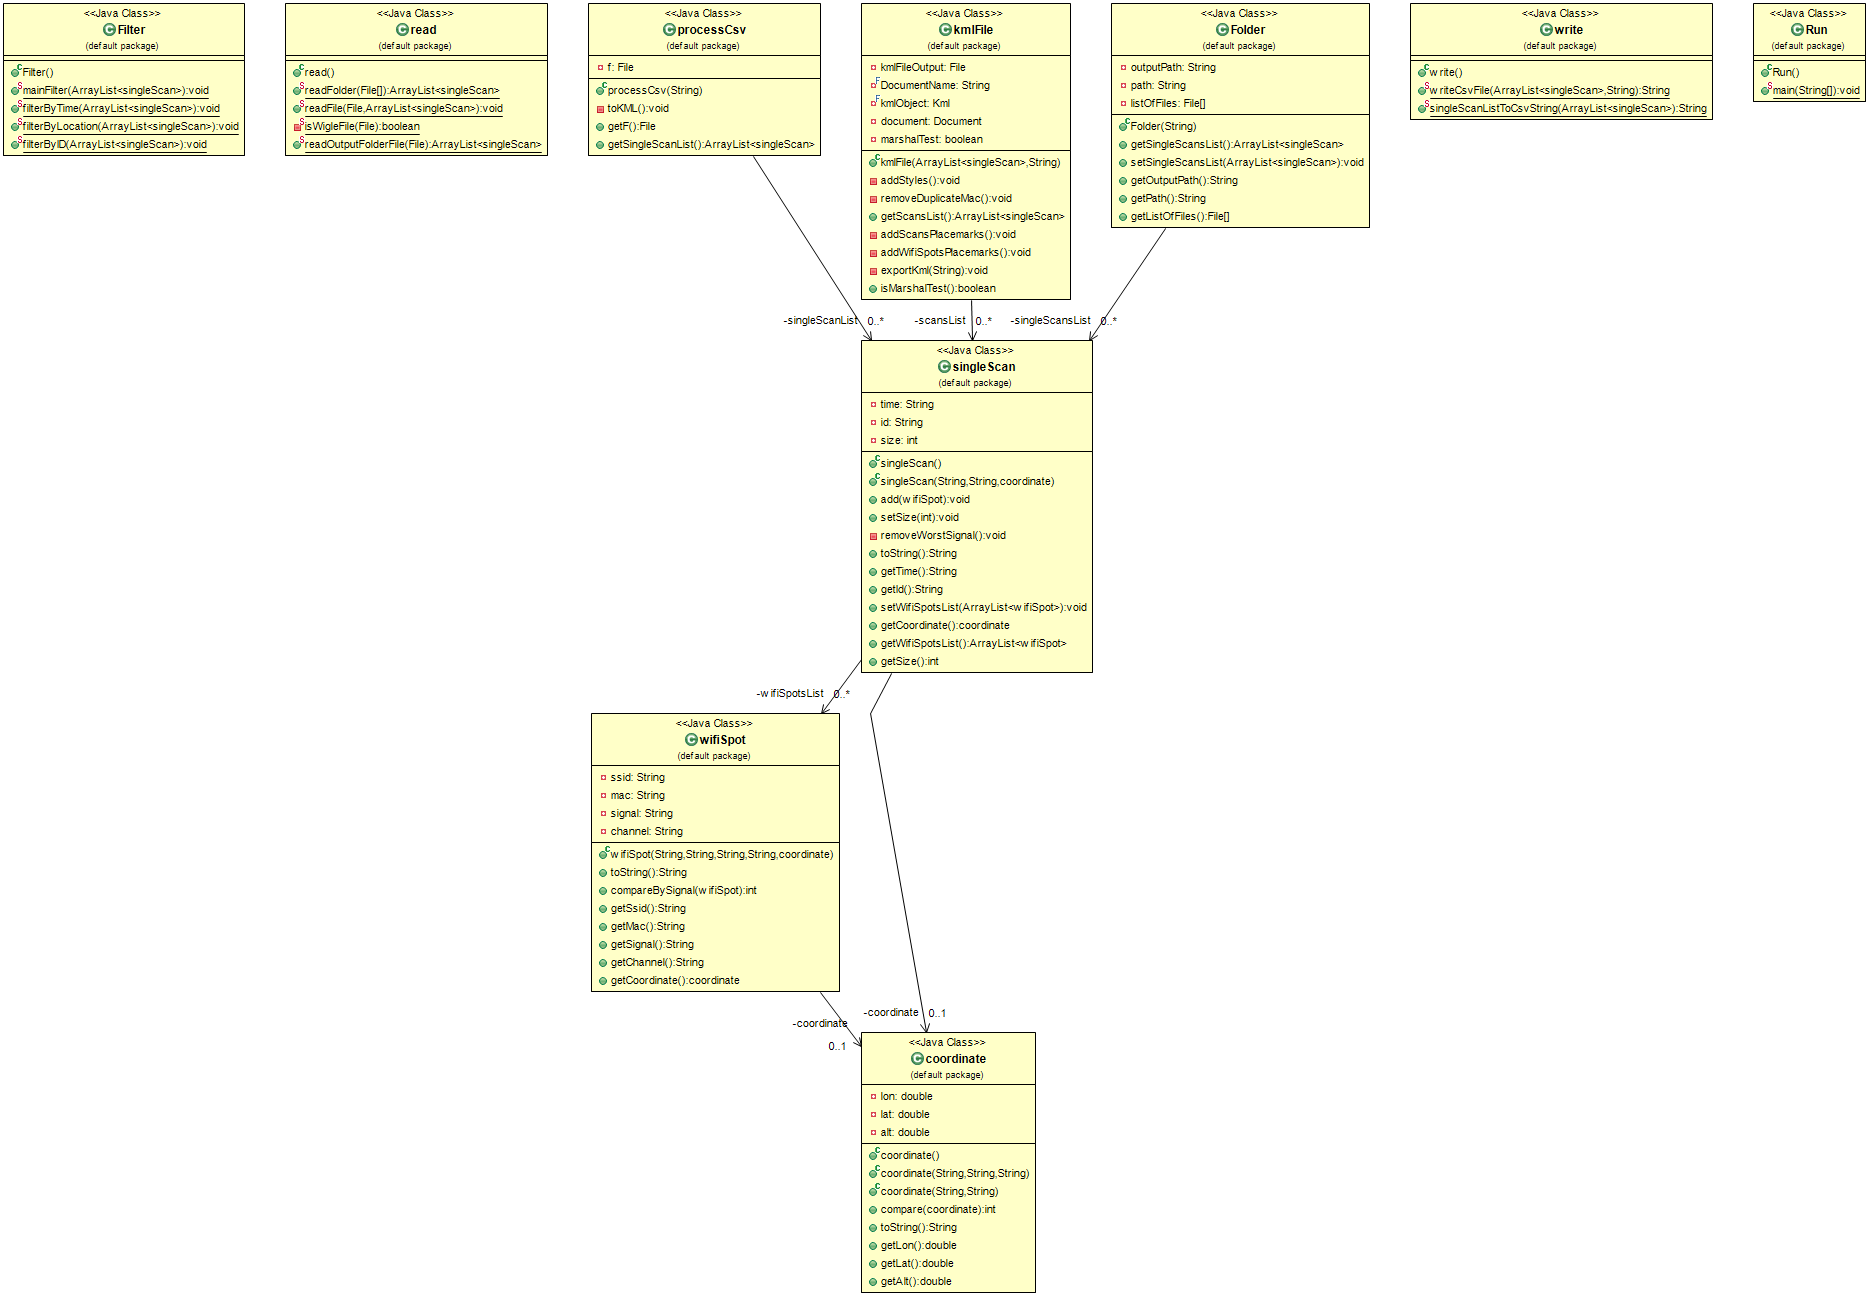 <<Java Class>>
Filter
(default package)
Filter()
mainFilter(ArrayList<singleScan>):void
filterByTime(ArrayList<singleScan>):void
filterByLocation(ArrayList<singleScan>):void
filterByID(ArrayList<singleScan>):void
<<Java Class>>
read
(default package)
read()
readFolder(File[]):ArrayList<singleScan>
readFile(File,ArrayList<singleScan>):void
isWigleFile(File):boolean
readOutputFolderFile(File):ArrayList<singleScan>
<<Java Class>>
processCsv
(default package)
f: File
processCsv(String)
toKML():void
getF():File
getSingleScanList():ArrayList<singleScan>
<<Java Class>>
kmlFile
(default package)
kmlFileOutput: File
DocumentName: String
kmlObject: Kml
document: Document
marshalTest: boolean
kmlFile(ArrayList<singleScan>,String)
addStyles():void
removeDuplicateMac():void
getScansList():ArrayList<singleScan>
addScansPlacemarks():void
addWifiSpotsPlacemarks():void
exportKml(String):void
isMarshalTest():boolean
<<Java Class>>
Folder
(default package)
outputPath: String
path: String
listOfFiles: File[]
Folder(String)
getSingleScansList():ArrayList<singleScan>
setSingleScansList(ArrayList<singleScan>):void
getOutputPath():String
getPath():String
getListOfFiles():File[]
<<Java Class>>
write
(default package)
write()
writeCsvFile(ArrayList<singleScan>,String):String
singleScanListToCsvString(ArrayList<singleScan>):String
<<Java Class>>
Run
(default package)
Run()
main(String[]):void
-singleScanList 0..*
-scansList 0..*
-singleScansList 0..*
<<Java Class>>
singleScan
(default package)
time: String
id: String
size: int
singleScan()
singleScan(String,String,coordinate)
add(wifiSpot):void
setSize(int):void
removeWorstSignal():void
toString():String
getTime():String
getId():String
setWifiSpotsList(ArrayList<wifiSpot>):void
getCoordinate():coordinate
getWifiSpotsList():ArrayList<wifiSpot>
getSize():int
-wifiSpotsList 0..*
<<Java Class>>
wifiSpot
(default package)
ssid: String
mac: String
signal: String
channel: String
wifiSpot(String,String,String,String,coordinate)
toString():String
compareBySignal(wifiSpot):int
getSsid():String
getMac():String
getSignal():String
getChannel():String
getCoordinate():coordinate
-coordinate 0..1
-coordinate
0..1
<<Java Class>>
coordinate
(default package)
lon: double
lat: double
alt: double
coordinate()
coordinate(String,String,String)
coordinate(String,String)
compare(coordinate):int
toString():String
getLon():double
getLat():double
getAlt():double